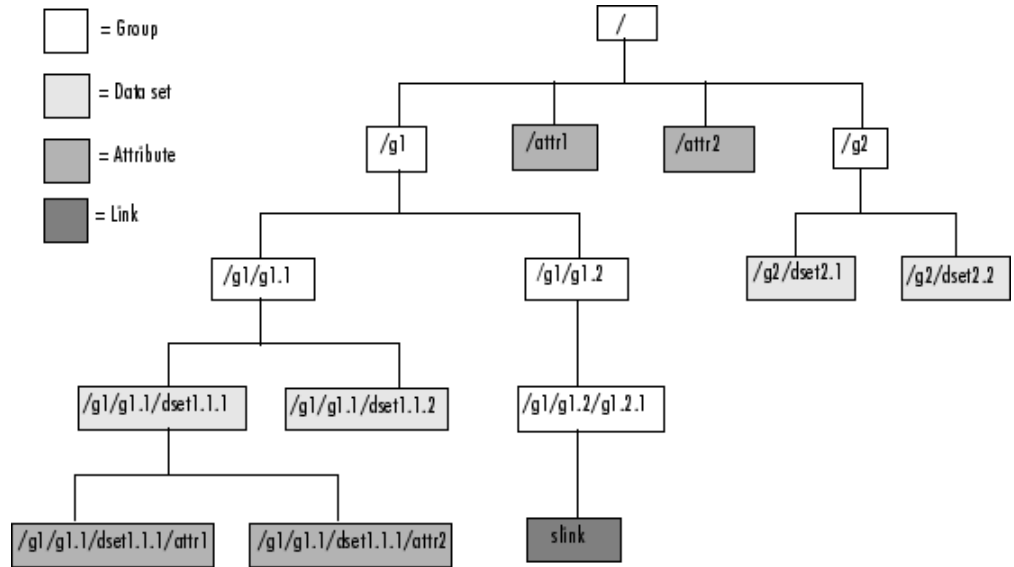 = Group
/
= Data set
= Attribute
= Link
/g1
/attr1
/attr2
/g2
/g1/g1.1
/g1/g1.2
/g2/dset2.1
/g2/dset2.2
/g1/g1.1/dset1.1.1
/g1/g1.1/dset1.1.2
/g1/g1.2/g1.2.1
/g1/g1.1/dset1.1.1/attr1
/g1/g1.1/dset1.1.1/attr2
slink